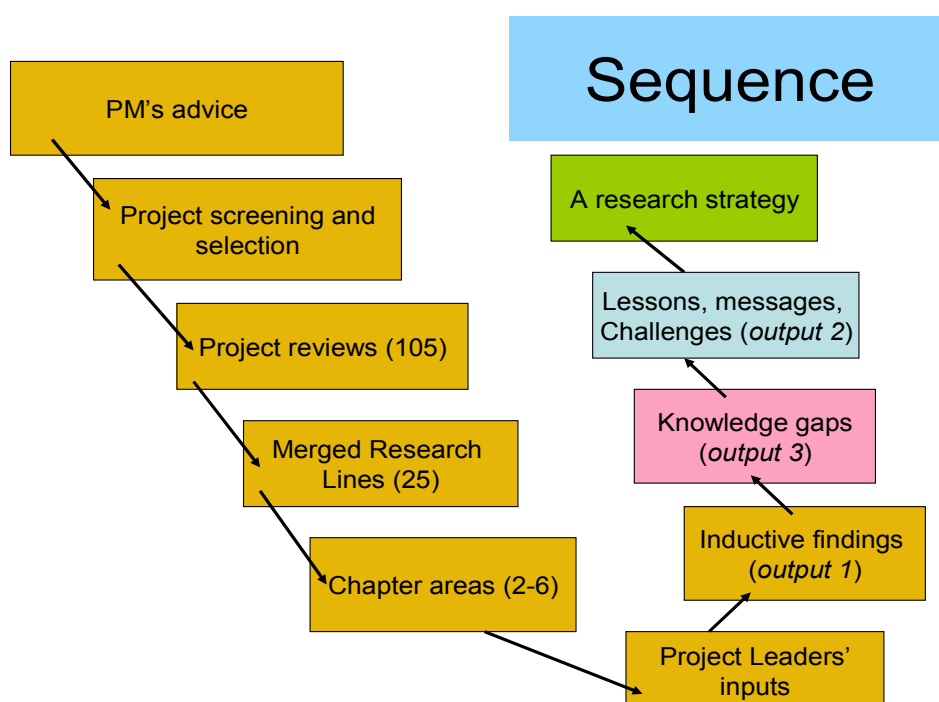 Sequence
PM's advice
Project screening and
selection
Project reviews (105)
Merged Research
Lines (25)
Chapter areas (2-6)
Project Leaders'
inputs
Inductive findings
(output 1)
Knowledge gaps
(output 3)
Lessons, messages,
Challenges (output 2)
A research strategy